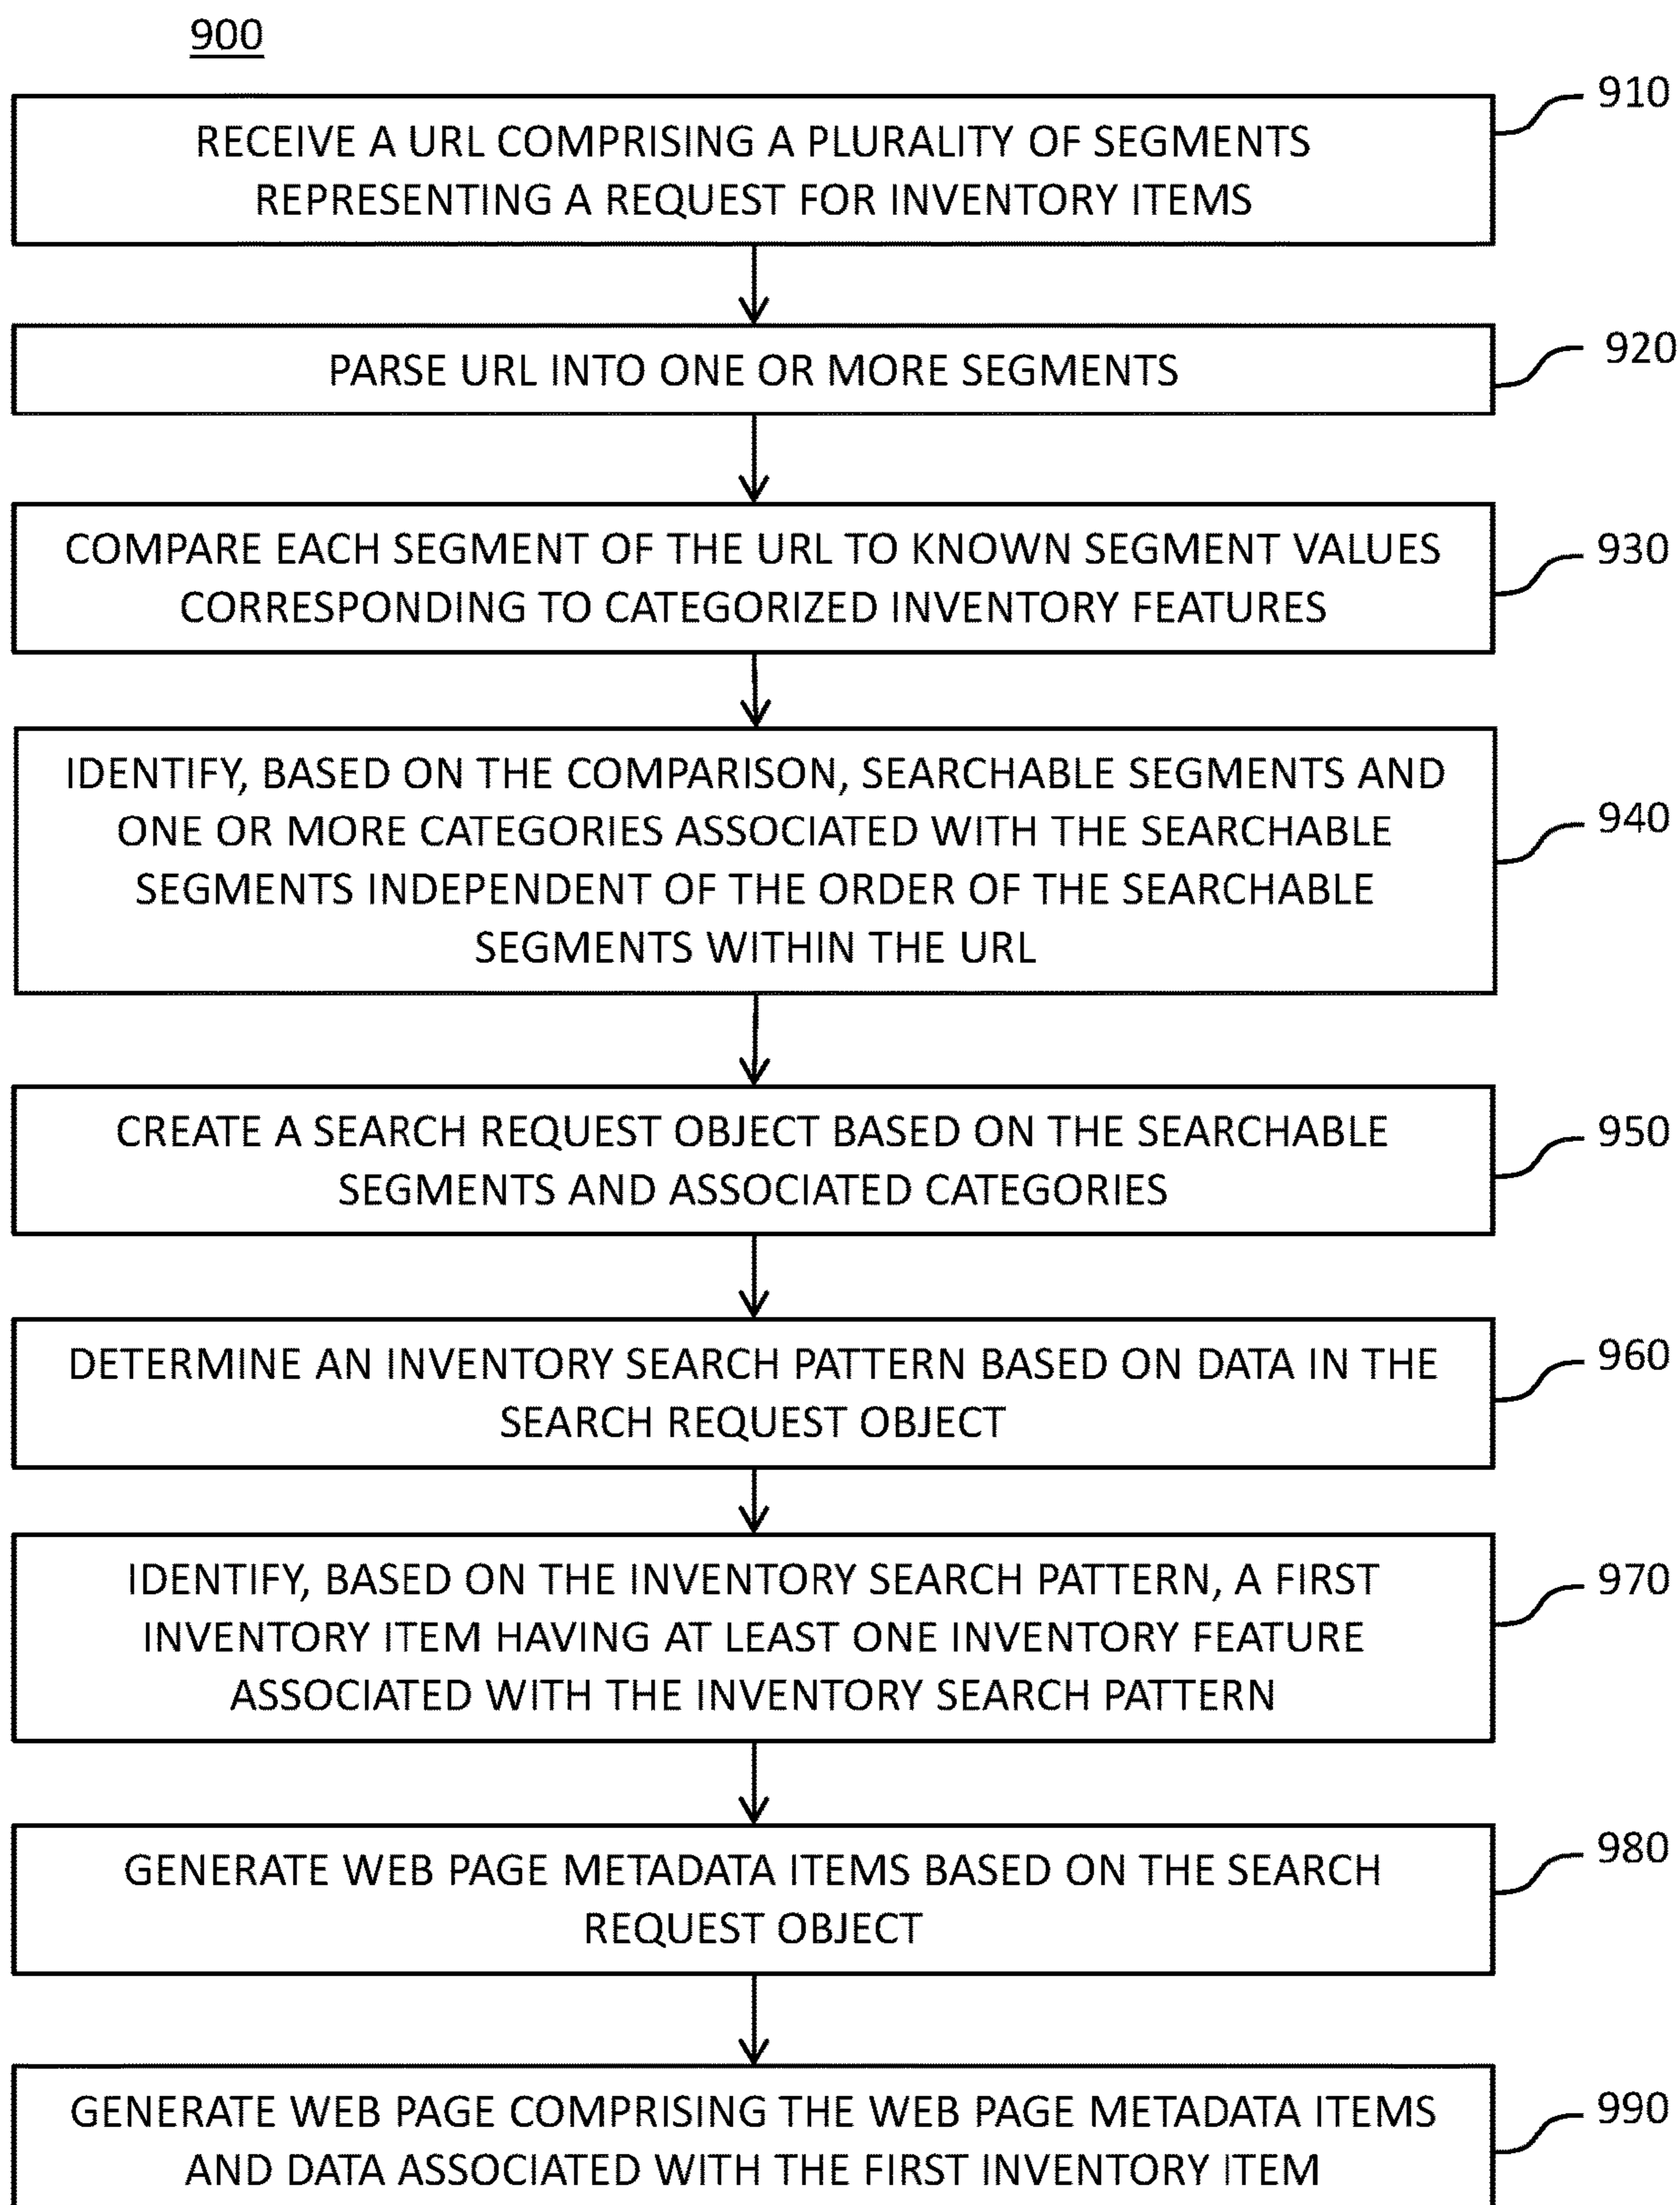 900
910
RECEIVE A URL COMPRISING A PLURALITY OF SEGMENTS
REPRESENTING A REQUEST FOR INVENTORY ITEMS
920
PARSE URL INTO ONE OR MORE SEGMENTS
930
COMPARE EACH SEGMENT OF THE URL TO KNOWN SEGMENT VALUES
CORRESPONDING TO CATEGORIZED INVENTORY FEATURES
940
IDENTIFY, BASED ON THE COMPARISON, SEARCHABLE SEGMENTS AND
ONE OR MORE CATEGORIES ASSOCIATED WITH THE SEARCHABLE
SEGMENTS INDEPENDENT OF THE ORDER OF THE SEARCHABLE
SEGMENTS WITHIN THE URL
950
CREATE A SEARCH REQUEST OBJECT BASED ON THE SEARCHABLE
SEGMENTS AND ASSOCIATED CATEGORIES
960
DETERMINE AN INVENTORY SEARCH PATTERN BASED ON DATA IN THE
SEARCH REQUEST OBJECT
970
IDENTIFY, BASED ON THE INVENTORY SEARCH PATTERN, A FIRST
INVENTORY ITEM HAVING AT LEAST ONE INVENTORY FEATURE
ASSOCIATED WITH THE INVENTORY SEARCH PATTERN
980
GENERATE WEB PAGE METADATA ITEMS BASED ON THE SEARCH
REQUEST OBJECT
990
GENERATE WEB PAGE COMPRISING THE WEB PAGE METADATA ITEMS
AND DATA ASSOCIATED WITH THE FIRST INVENTORY ITEM